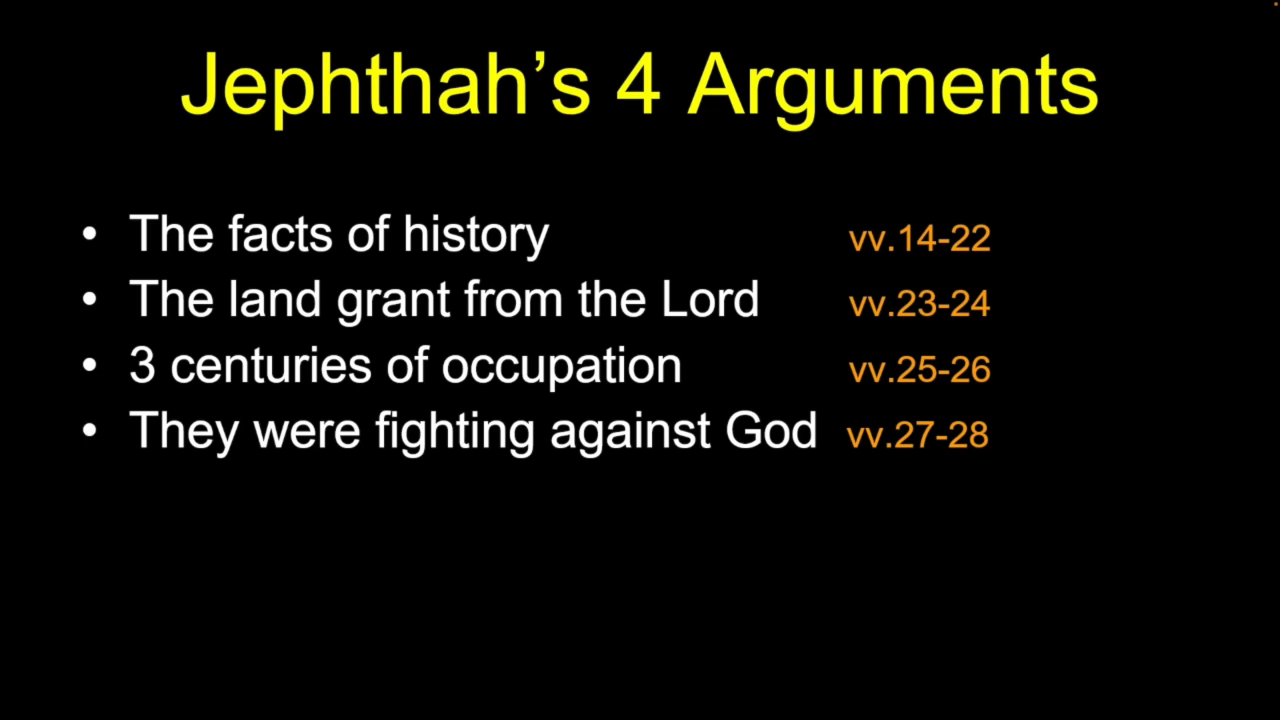 Jephthah’s 4 Arguments
• The facts of history vv.14-22
• The land grant from the Lord vv.23-24
• 3 centuries of occupation vv.25-26
• They were fighting against God vv.27-28